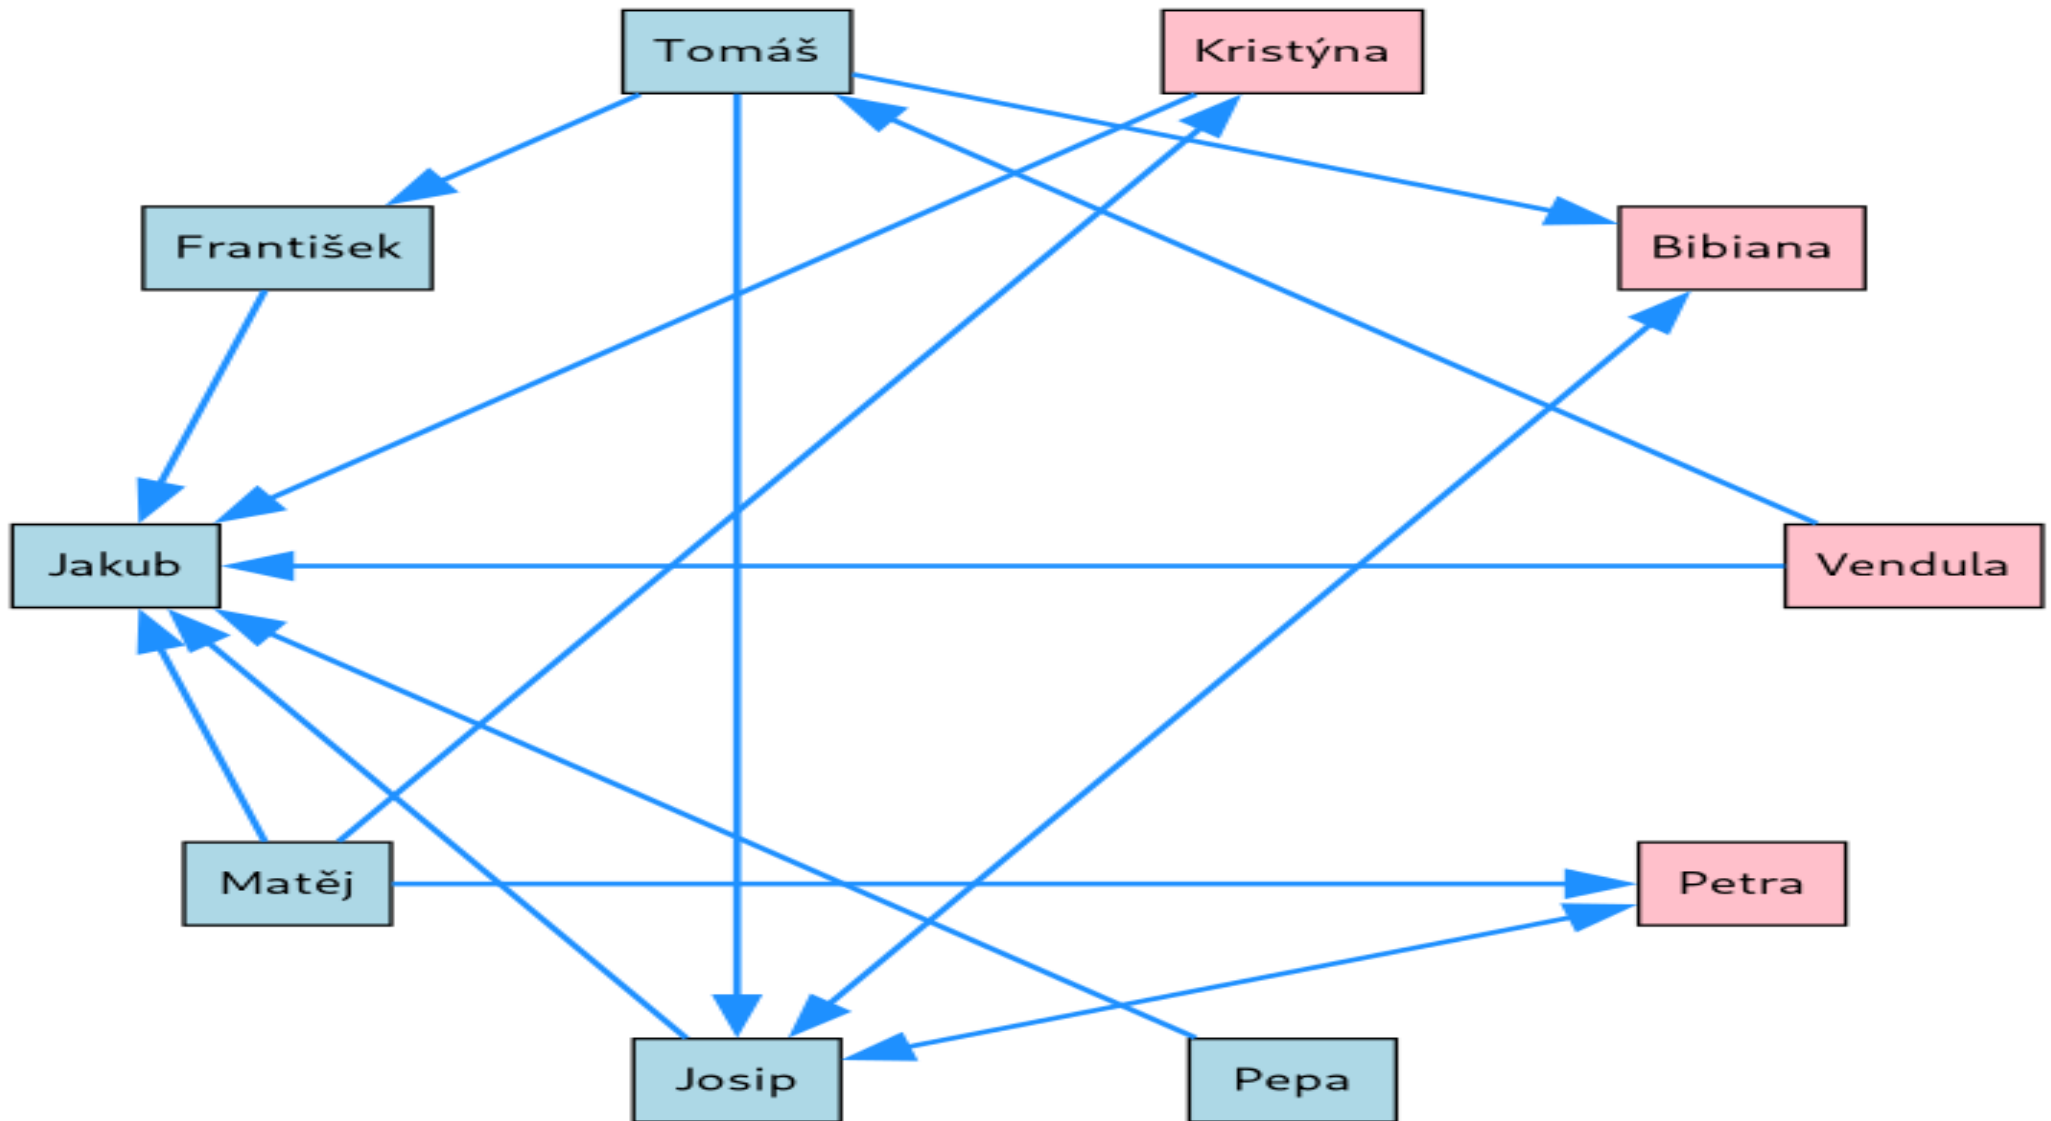 Tomáš
Kristýna
František
Bibiana
Jakub
Vendula
Matěj
Petra
Josip
Pepa